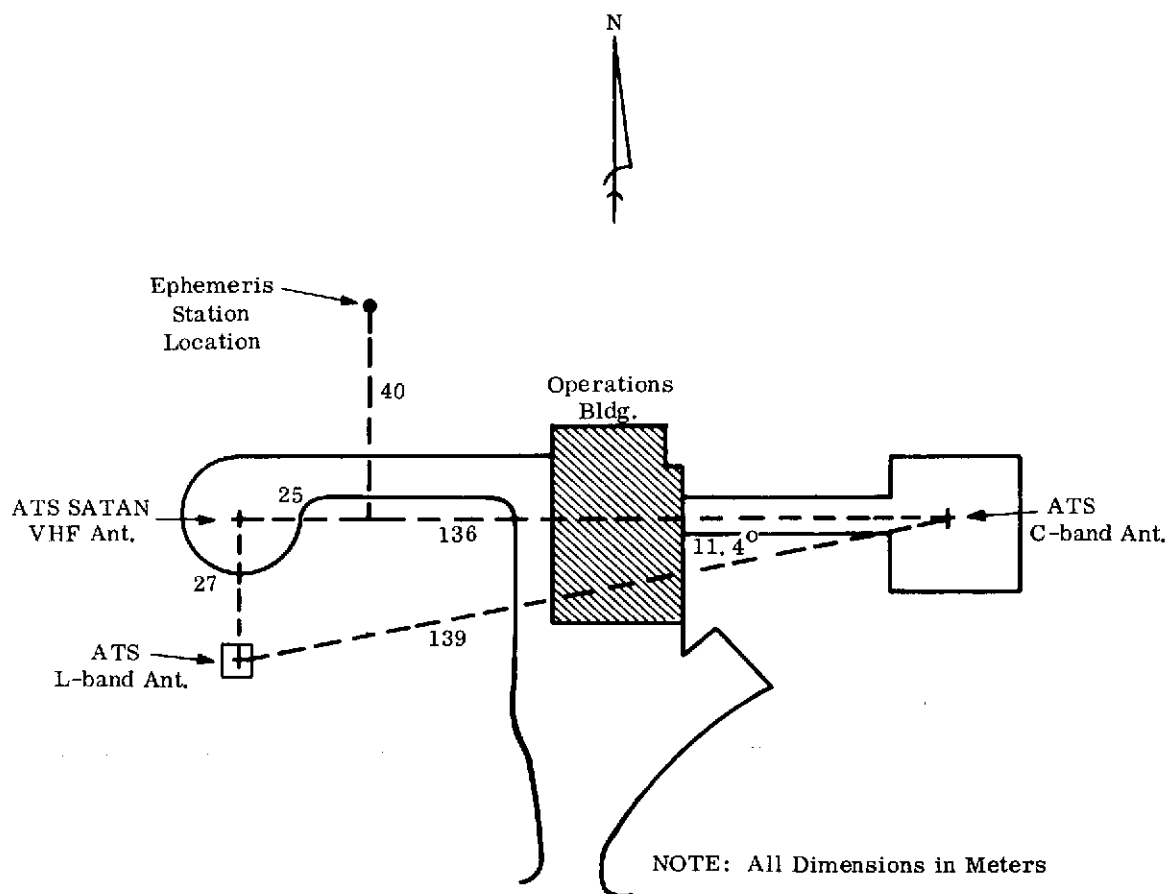 N
Ephemeris
Station
Location
40
Operations
Bldg.
ATS SATAN
VHF Ant.
25
136
11, 4°
ATS
C-band Ant.
27
139
ATS
L-band Ant.
NOTE: All Dimensions in Meters